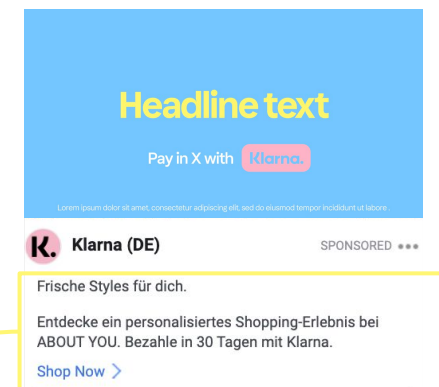 Headline text
Pay in X with Klarna.
Lorem ipsum dolor sit amet, consectetur adipiscing elit, sed do eiusmod tempor incididunt ut labore .
K. Klarna (DE) SPONSORED
Frische Styles für dich.
Entdecke ein personalisiertes Shopping-Erlebnis bei
ABOUT YOU. Bezahle in 30 Tagen mit Klarna.
Shop Now